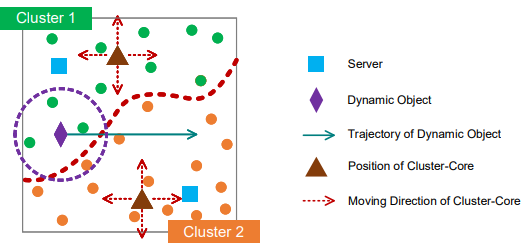 Cluster 1
Server
Dynamic Object
Trajectory of Dynamic Object
Position of Cluster-Core
Moving Direction of Cluster-Core
Cluster 2